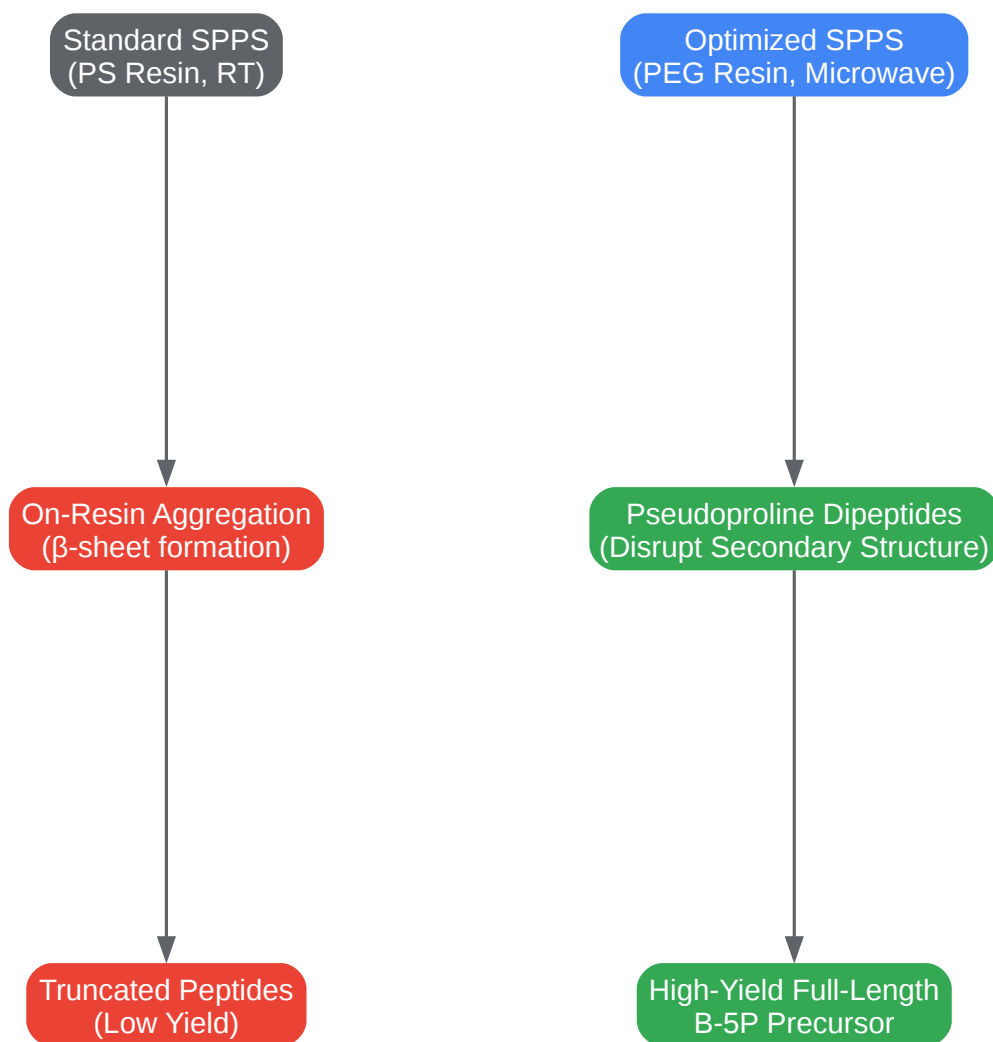 Standard SPPS
(PS Resin, RT)
Optimized SPPS
(PEG Resin, Microwave)
On-Resin Aggregation
(β-sheet formation)
Pseudoproline Dipeptides
(Disrupt Secondary Structure)
Truncated Peptides
(Low Yield)
High-Yield Full-Length
B-5P Precursor